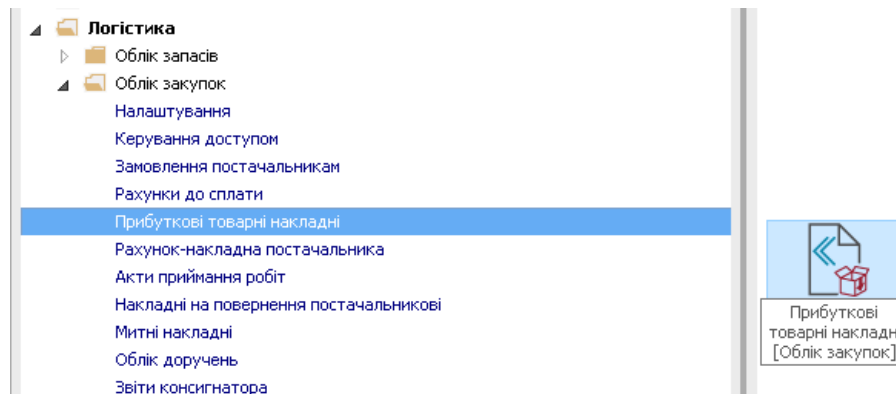 Логістика
Облік запасів
Облік закупок
Налаштування
Керування доступом
Замовлення постачальникам
Рахунки до сплати
Прибуткові товарні накладні
Рахунок-накладна постачальника
Акти приймання робіт
Накладні на повернення постачальникові
Митні накладні
Облік доручень
Звіти консигнатора
Прибуткові
товарні накладн
[Облік закупок]